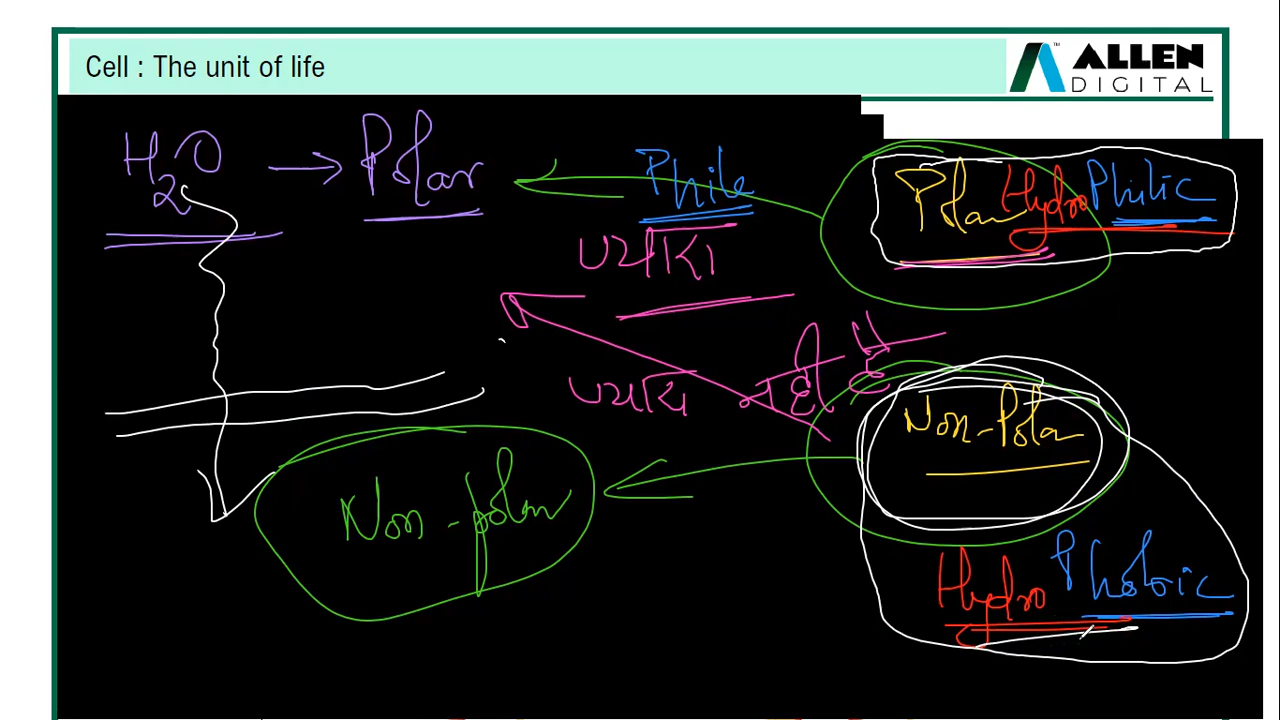 Cell : The unit of life
ALLEN
DIGITAL
H2O → Polar
Phile
Polar HydroPhilic
नहीं है
Non-Polar
Non-polar
HydroPhobic